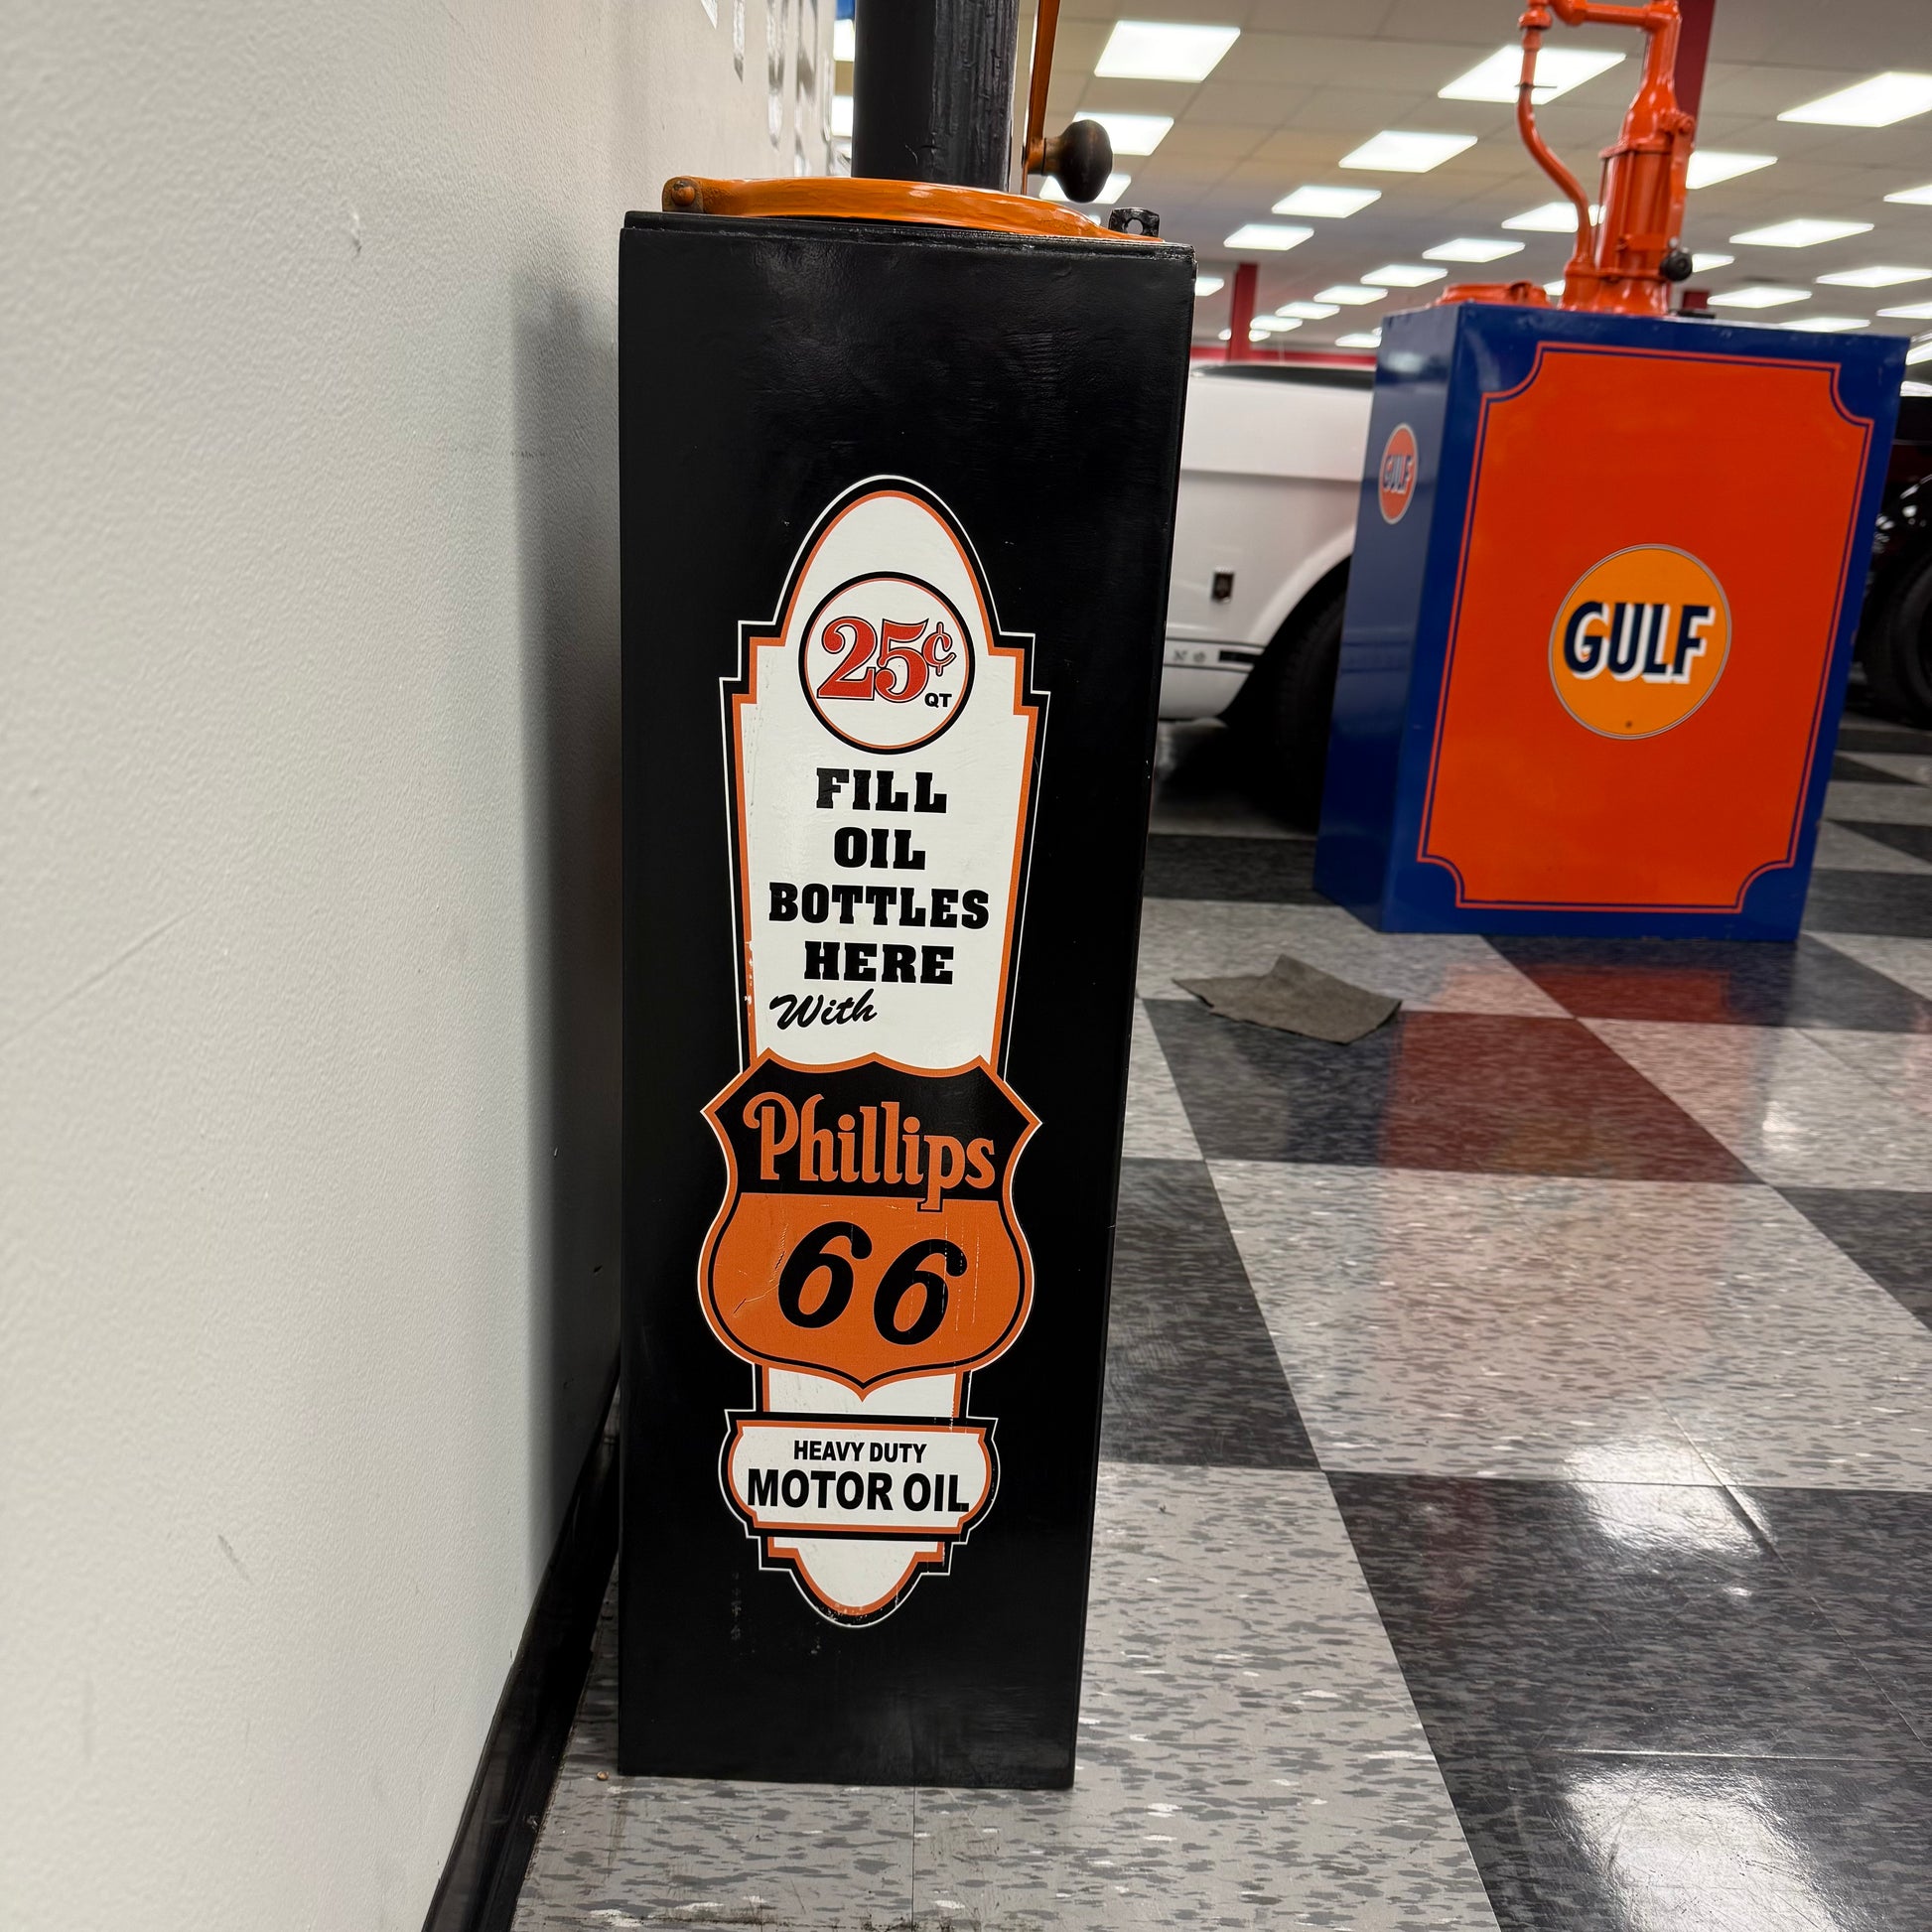 25¢
QT
FILL
OIL
BOTTLES
HERE
With
Phillips
66
HEAVY DUTY
MOTOR OIL
GULF
GULF